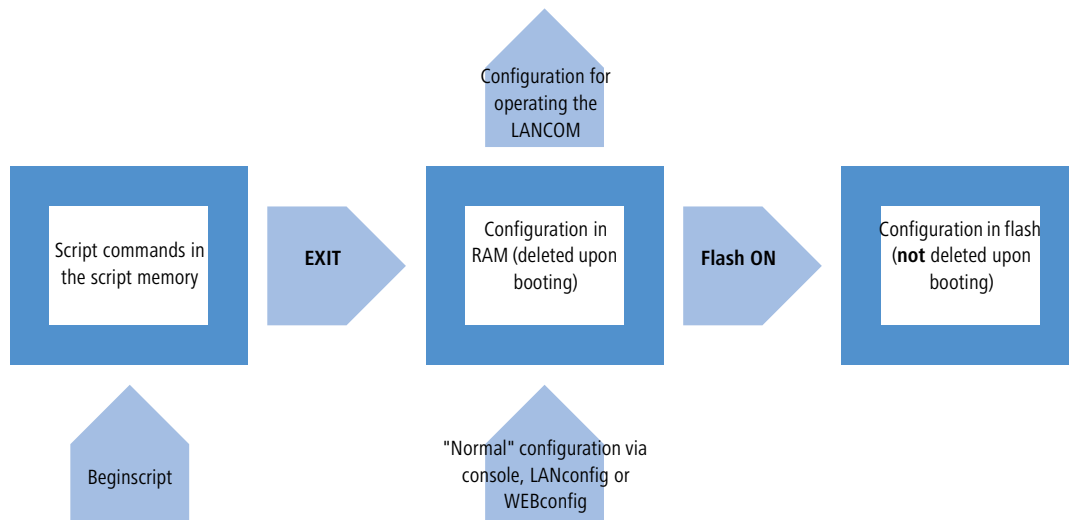 Configuration for
operating the
LANCOM
Script commands in
the script memory
EXIT
Configuration in
RAM (deleted upon
booting)
Flash ON
Configuration in flash
(not deleted upon
booting)
Beginscript
"Normal" configuration via
console, LANconfig or
WEBconfig